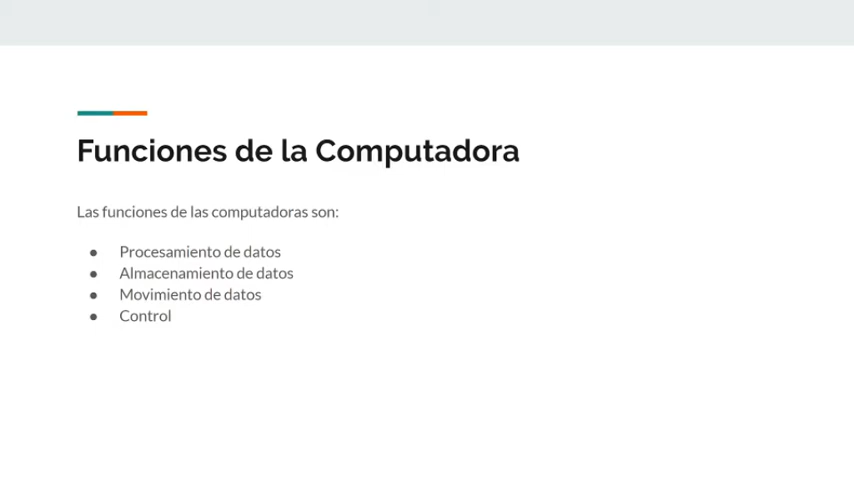 Funciones de la Computadora
Las funciones de las computadoras son:
● Procesamiento de datos
● Almacenamiento de datos
● Movimiento de datos
● Control